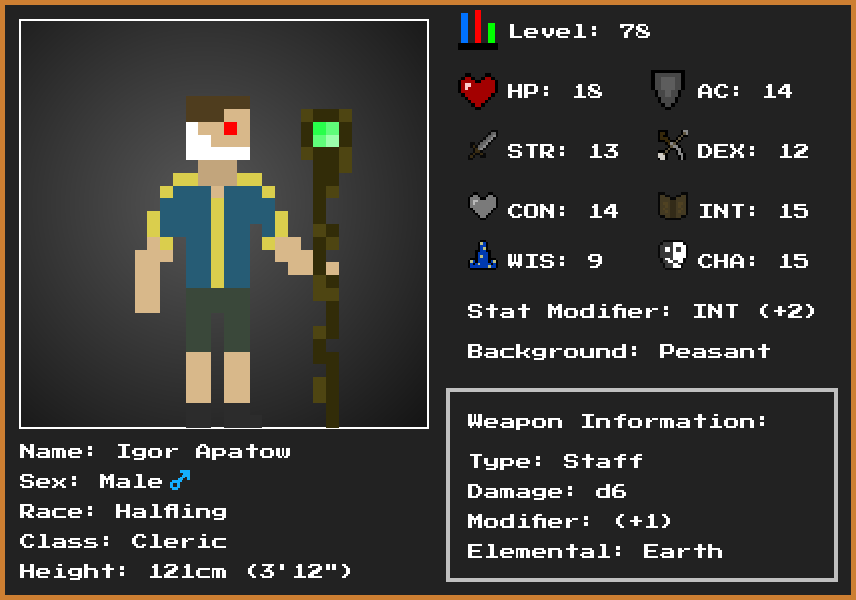 Level: 78
HP: 18 AC: 14
STR: 13 DEX: 12
CON: 14 INT: 15
WIS: 9 CHA: 15
Stat Modifier: INT (+2)
Background: Peasant
Weapon Information:
Type: Staff
Damage: d6
Modifier: (+1)
Elemental: Earth
Name: Igor Apatow
Sex: Male♂
Race: Halfling
Class: Cleric
Height: 121cm (3'12")